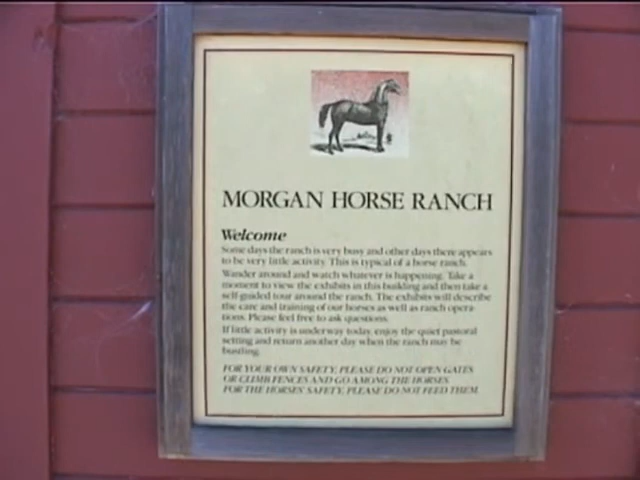 MORGAN HORSE RANCH
Welcome
Some days the ranch is very busy and other days there appears
to be very little activity. This is typical of a horse ranch.
Wander around and watch whatever is happening. Take a
moment to view the exhibits in this building and then take a
self-guided tour around the ranch. The exhibits will describe
the care and training of our horses as well as ranch opera-
tions. Please feel free to ask questions.
If little activity is underway today, enjoy the quiet pastoral
setting and return another day when the ranch may be
bustling.
FOR YOUR OWN SAFETY, PLEASE DO NOT OPEN GATES
OR CLIMB FENCES AND GO AMONG THE HORSES.
FOR THE HORSES' SAFETY, PLEASE DO NOT FEED THEM.